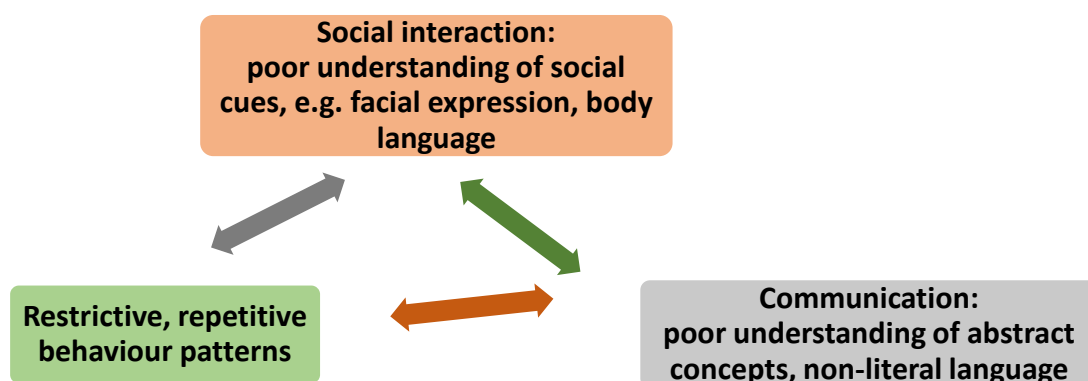 Social interaction:
poor understanding of social
cues, e.g. facial expression, body
language
Restrictive, repetitive
behaviour patterns
Communication:
poor understanding of abstract
concepts, non-literal language